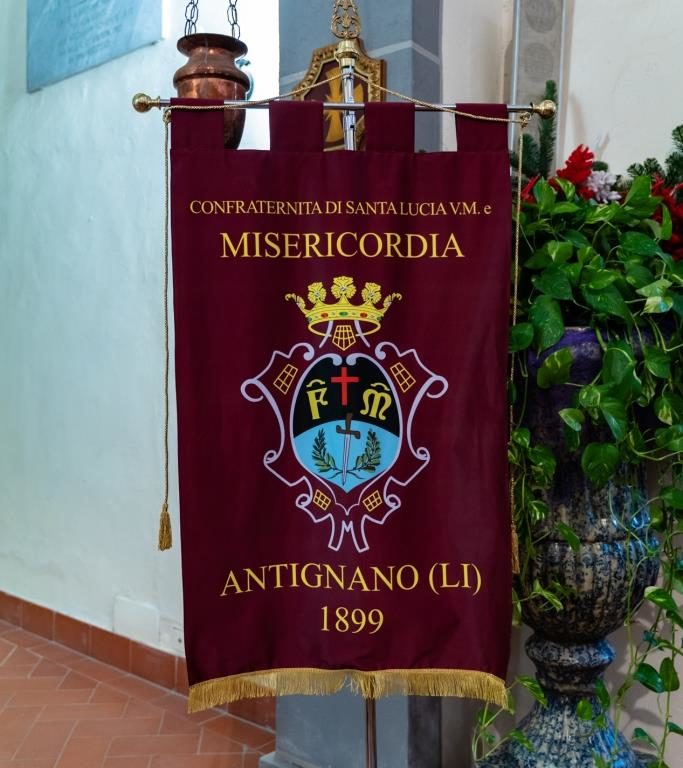 CONFRATERNITA DI SANTA LUCIA V.M. e
MISERICORDIA
F M
M
ANTIGNANO (LI)
1899